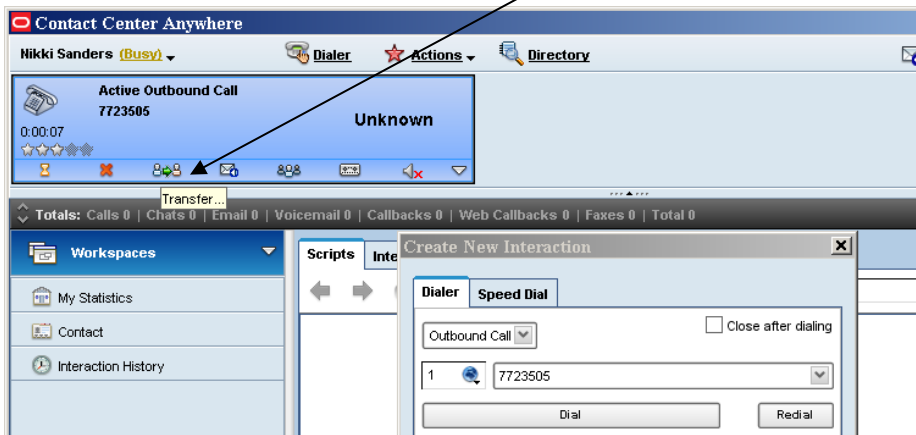 Contact Center Anywhere
Nikki Sanders (Busy) Dialer Actions Directory
Active Outbound Call
7723505
Unknown
0:00:07
Transfer...
Totals: Calls 0 | Chats 0 | Email 0 | Voicemail 0 | Callbacks 0 | Web Callbacks 0 | Faxes 0 | Total 0
Workspaces
My Statistics
Contact
Interaction History
Scripts Inte
Create New Interaction
Dialer Speed Dial
Outbound Call Close after dialing
1 7723505
Dial Redial